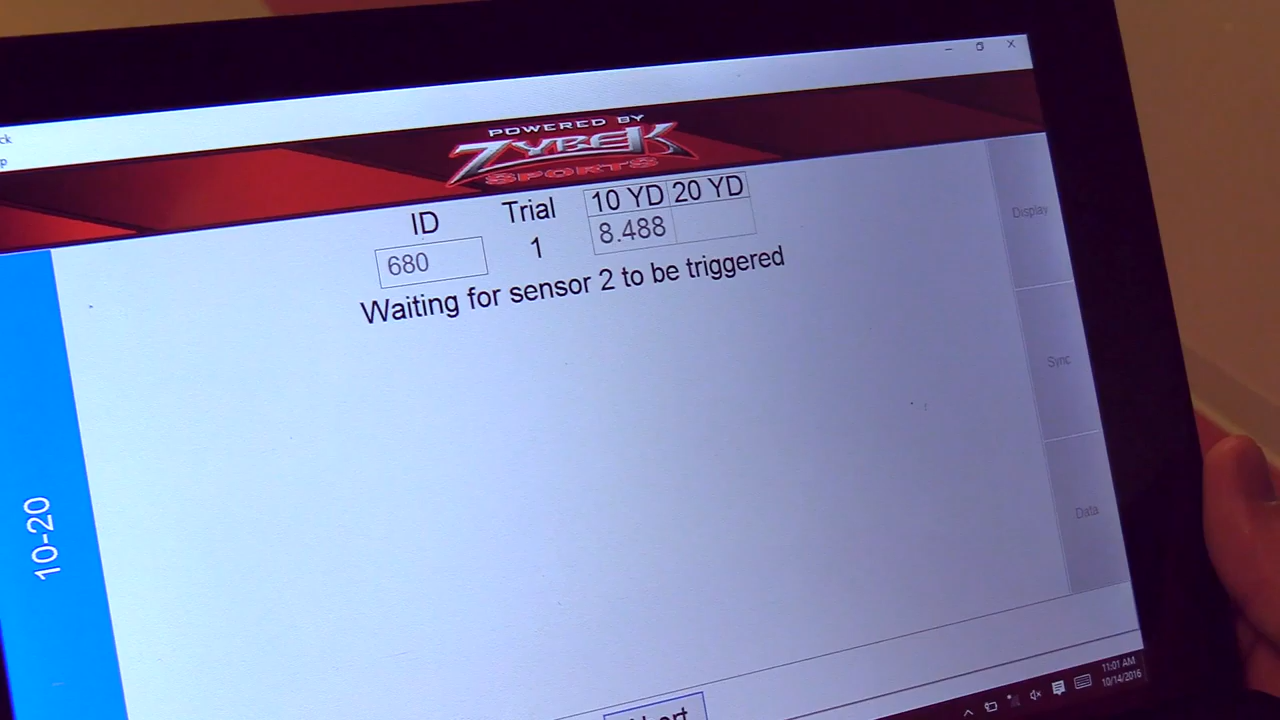 POWERED BY
ZYBEK
SPORTS
ID Trial 10 YD 20 YD
680 1 8.488
Waiting for sensor 2 to be triggered
Display
Sync
Data
10-20
11:01 AM
10/14/2016